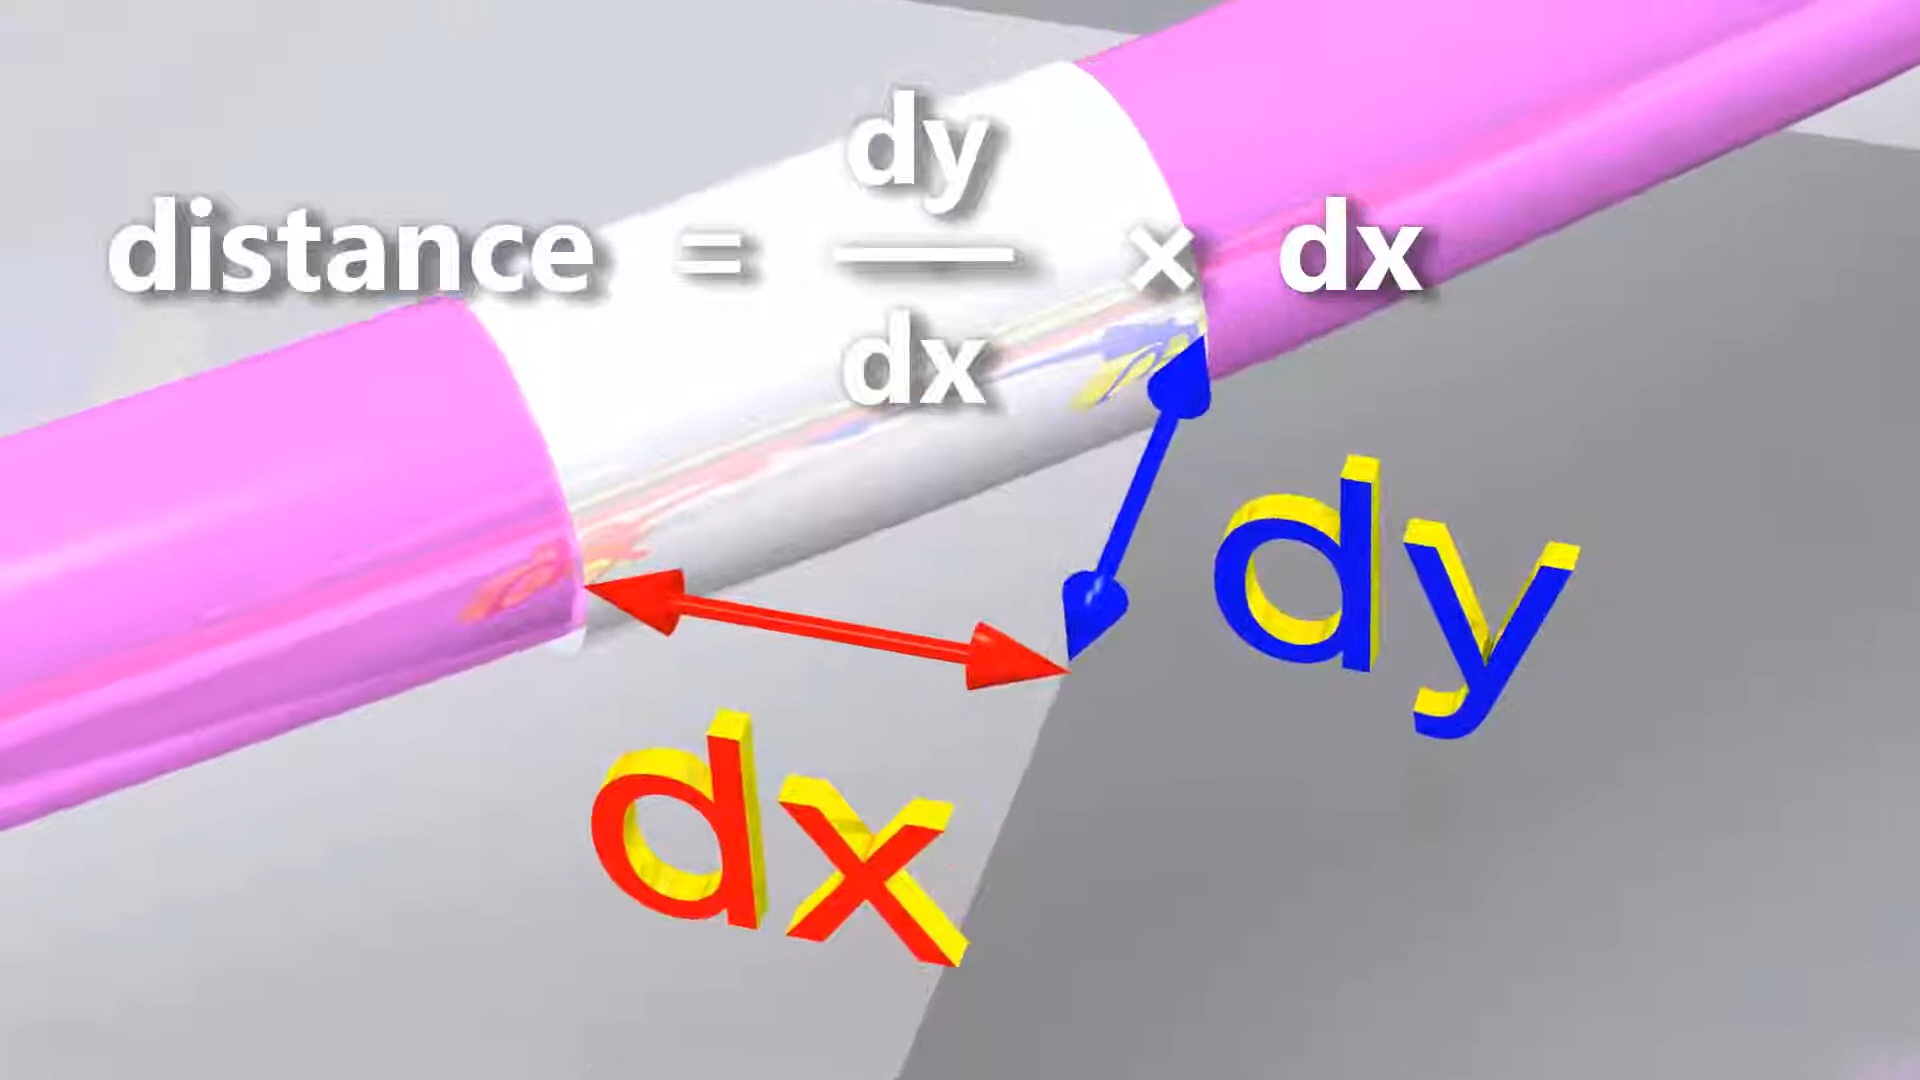 distance = dy/dx × dx
dy
dx